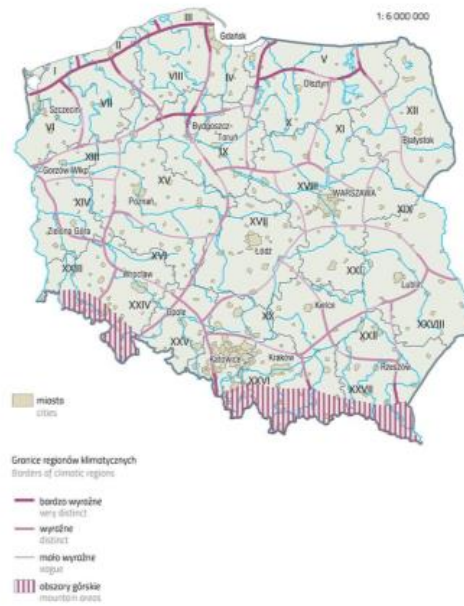 1: 6 000 000
III
Gdańsk
II
I
VIII
IV
V
Olsztyn
Szczecin
VII
X
XII
VI
Bydgoszcz-
Toruń
XI
Białystok
IX
XIII
Gorzów Wlkp.
XV
XVIII
WARSZAWA
Poznań
XIV
XIX
XVII
Zielona Góra
Łódź
XVI
XXI
Lublin
XXIII
Wrocław
Kielce
XXIV
Opole
XX
XXVIII
XXV
XXII
Katowice
Kraków
Rzeszów
XXVI
XXVII
miasta
cities
Granice regionów klimatycznych
Borders of climatic regions
bardzo wyraźne
very distinct
wyraźne
distinct
mało wyraźne
vague
obszary górskie
mountain areas